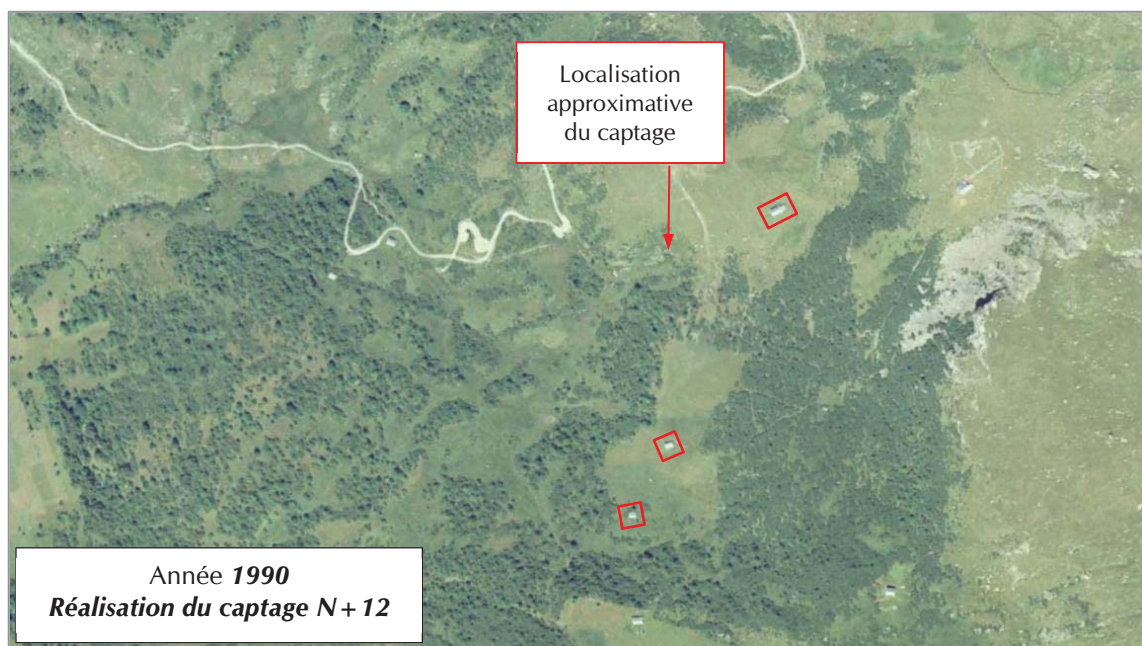 Localisation
approximative
du captage
Année 1990
Réalisation du captage N + 12